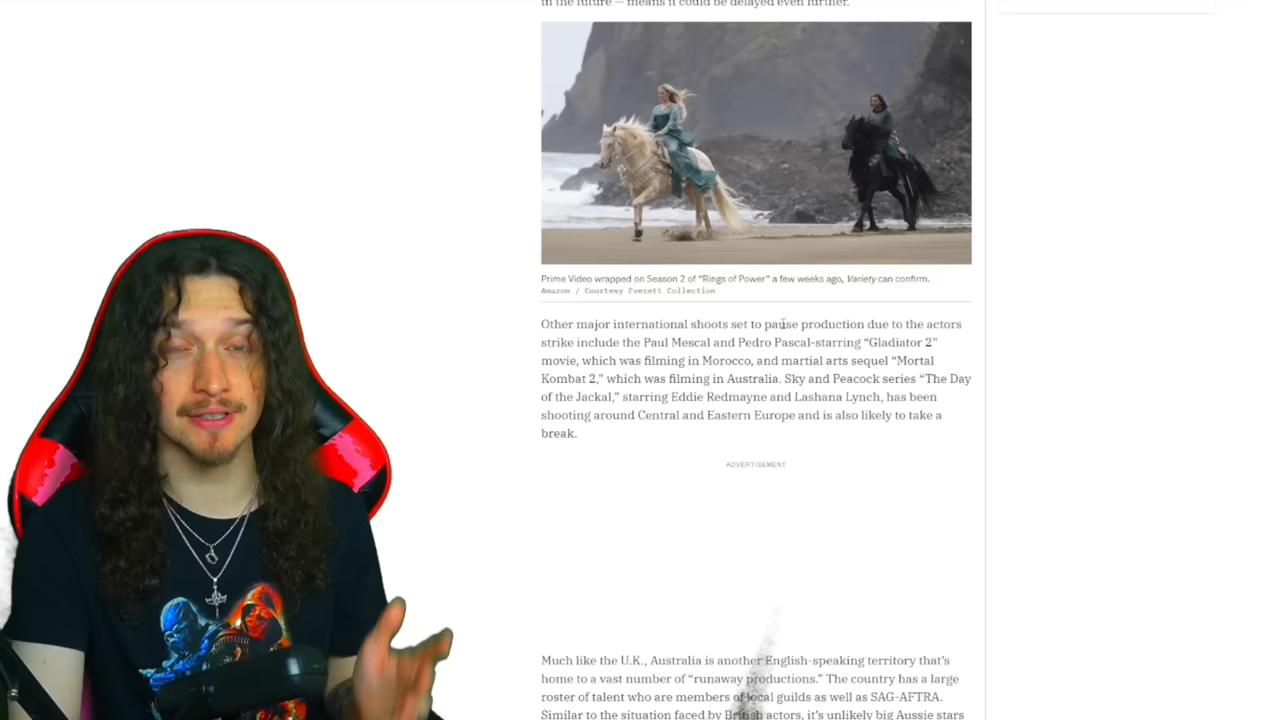 in the future — means it could be delayed even further.
Prime Video wrapped on Season 2 of “Rings of Power” a few weeks ago, Variety can confirm.
Amazon / Courtesy Everett Collection
Other major international shoots set to pause production due to the actors
strike include the Paul Mescal and Pedro Pascal-starring “Gladiator 2”
movie, which was filming in Morocco, and martial arts sequel “Mortal
Kombat 2,” which was filming in Australia. Sky and Peacock series “The Day
of the Jackal,” starring Eddie Redmayne and Lashana Lynch, has been
shooting around Central and Eastern Europe and is also likely to take a
break.
ADVERTISEMENT
Much like the U.K., Australia is another English-speaking territory that’s
home to a vast number of “runaway productions.” The country has a large
roster of talent who are members of local guilds as well as SAG-AFTRA.
Similar to the situation faced by British actors, it’s unlikely big Aussie stars